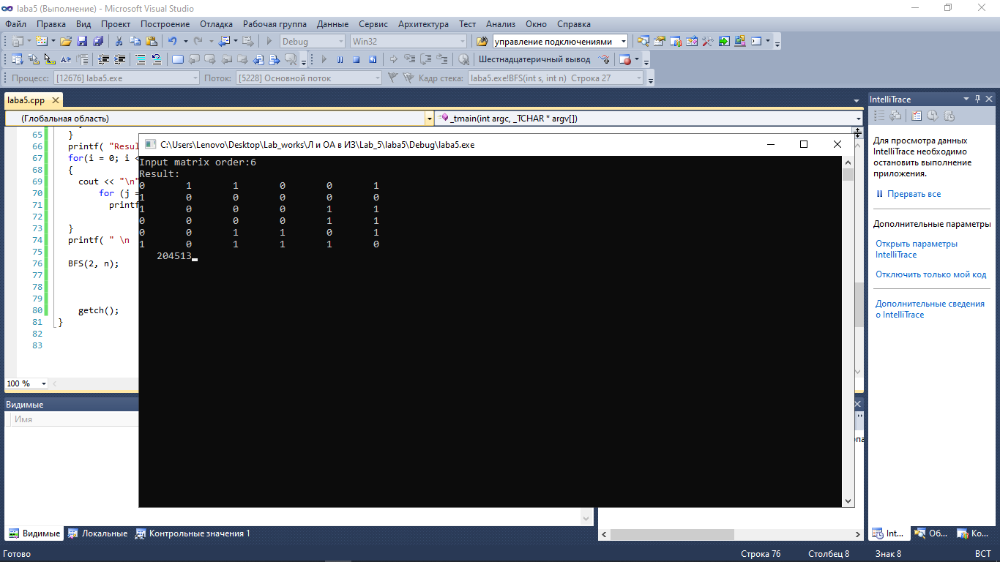 laba5 (Выполнение) - Microsoft Visual Studio
Файл Правка Вид Проект Построение Отладка Рабочая группа Данные Сервис Архитектура Тест Анализ Окно Справка
Debug Win32 управление подключениями
Шестнадцатеричный вывод
Процесс: [12676] laba5.exe Поток: [5228] Основной поток Кадр стека: laba5.exe!BFS(int s, int n) Строка 27
laba5.cpp
(Глобальная область) _tmain(int argc, _TCHAR * argv[])
65 }
66 printf( "Resul
67 for(i = 0; i <
68 {
69 cout << "\n"
70 for (j =
71 printf
72
73 }
74 printf( " \n
75
76 BFS(2, n);
77
78
79
80 getch();
81 }
82
83
100 %
C:\Users\Lenovo\Desktop\Lab_works\Л и ОА в ИЗ\Lab_5\laba5\Debug\laba5.exe
Input matrix order:6
Result:
0 1 1 0 0 1
1 0 0 0 0 0
1 0 0 0 1 1
0 0 0 0 1 1
0 0 1 1 0 1
1 0 1 1 1 0
204513
IntelliTrace
Для просмотра данных
IntelliTrace необходимо
остановить выполнение
приложения.
Прервать все
Дополнительные параметры
Открыть параметры
IntelliTrace
Отключить только мой код
Дополнительные сведения
о IntelliTrace
Видимые
Имя
Видимые Локальные Контрольные значения 1
Int... Об... Ко...
Готово Строка 76 Столбец 8 Знак 8 ВСТ